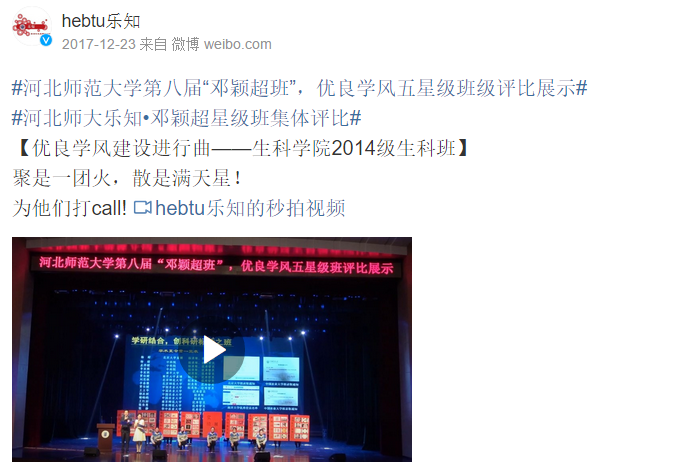 hebtu乐知
2017-12-23 来自 微博 weibo.com
#河北师范大学第八届“邓颖超班”，优良学风五星级班级评比展示#
#河北师大乐知•邓颖超星级班集体评比#
【优良学风建设进行曲——生科学院2014级生科班】
聚是一团火，散是满天星！
为他们打call! hebtu乐知的秒拍视频
河北师范大学第八届“邓颖超班”，优良学风五星级班评比展示
学研结合，创科研
之班